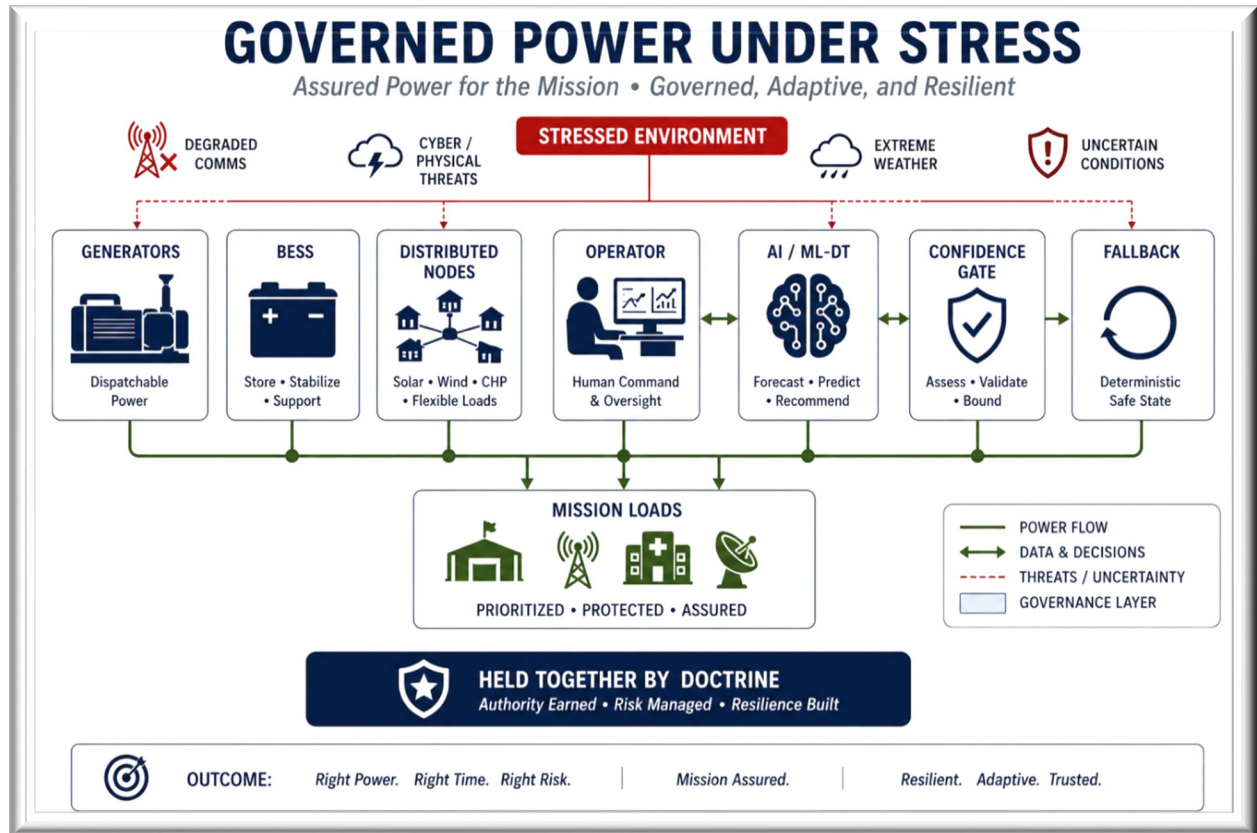 GOVERNED POWER UNDER STRESS
Assured Power for the Mission • Governed, Adaptive, and Resilient
STRESSED ENVIRONMENT
DEGRADED
COMMS
CYBER /
PHYSICAL
THREATS
EXTREME
WEATHER
UNCERTAIN
CONDITIONS
GENERATORS
Dispatchable
Power
BESS
Store • Stabilize
• Support
DISTRIBUTED
NODES
Solar • Wind • CHP
• Flexible Loads
OPERATOR
Human Command
& Oversight
AI / ML-DT
Forecast • Predict
• Recommend
CONFIDENCE
GATE
Assess • Validate
• Bound
FALLBACK
Deterministic
Safe State
MISSION LOADS
PRIORITIZED • PROTECTED • ASSURED
POWER FLOW
DATA & DECISIONS
THREATS / UNCERTAINTY
GOVERNANCE LAYER
HELD TOGETHER BY DOCTRINE
Authority Earned • Risk Managed • Resilience Built
OUTCOME: Right Power. Right Time. Right Risk. Mission Assured. Resilient. Adaptive. Trusted.